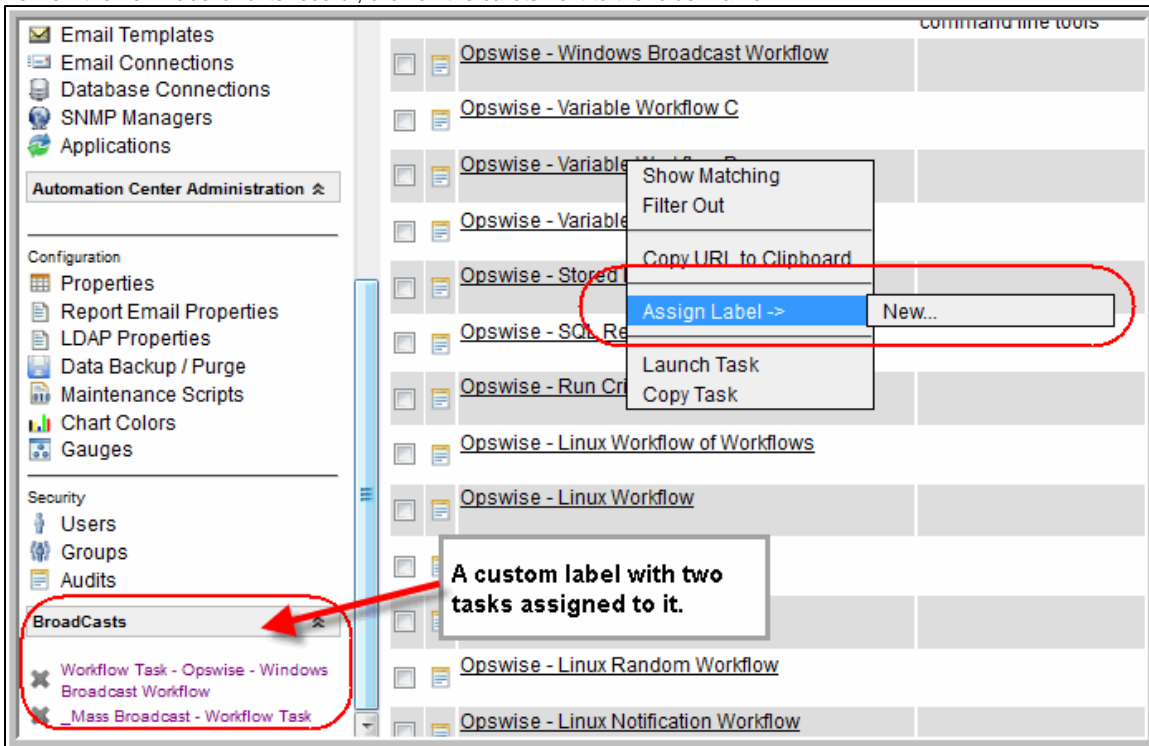 Email Templates
Email Connections
Database Connections
SNMP Managers
Applications
Automation Center Administration
Configuration
Properties
Report Email Properties
LDAP Properties
Data Backup / Purge
Maintenance Scripts
Chart Colors
Gauges
Security
Users
Groups
Audits
BroadCasts
Workflow Task - Opswise - Windows
Broadcast Workflow
_Mass Broadcast - Workflow Task
command line tools
Opswise - Windows Broadcast Workflow
Opswise - Variable Workflow C
Opswise - Variable
Opswise - Variable
Opswise - Stored
Opswise - SQL Re
Opswise - Run Cri
Opswise - Linux Workflow of Workflows
Opswise - Linux Workflow
Opswise - Linux Random Workflow
Opswise - Linux Notification Workflow
Show Matching
Filter Out
Copy URL to Clipboard
Assign Label ->
New...
Launch Task
Copy Task
A custom label with two
tasks assigned to it.